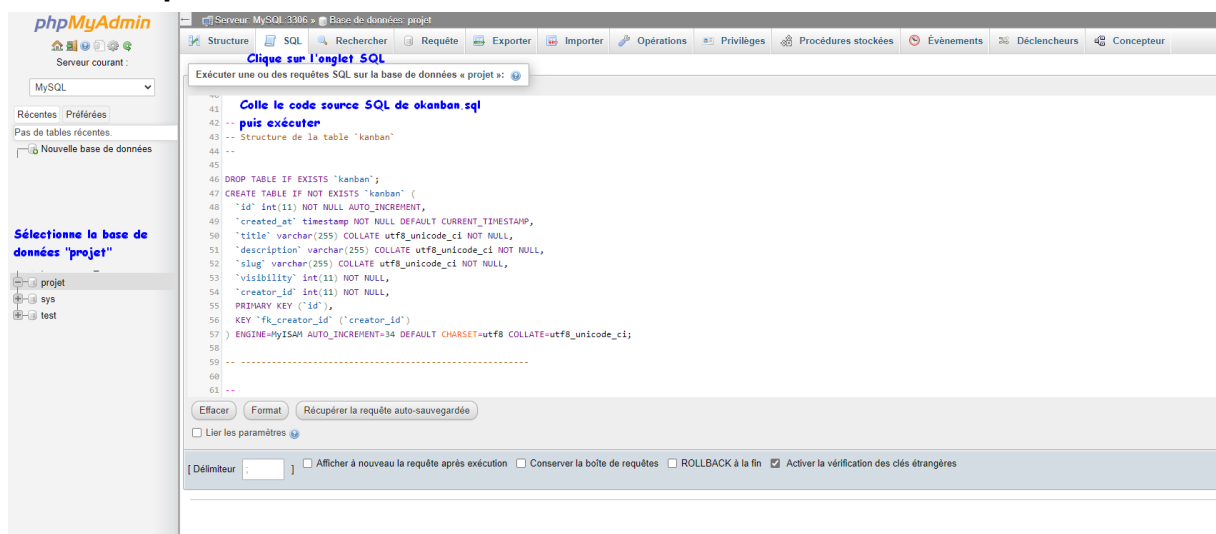 phpMyAdmin
Serveur courant :
MySQL
Récentes Préférées
Pas de tables récentes.
Nouvelle base de données
Sélectionne la base de
données "projet"
projet
sys
test
Serveur: MySQL:3306 » Base de données: projet
Structure SQL Rechercher Requête Exporter Importer Opérations Privilèges Procédures stockées Évènements Déclencheurs Concepteur
Clique sur l'onglet SQL
Exécuter une ou des requêtes SQL sur la base de données « projet »:
41 Colle le code source SQL de okanban.sql
42 -- puis exécuter
43 -- Structure de la table `kanban`
44 --
45
46 DROP TABLE IF EXISTS `kanban`;
47 CREATE TABLE IF NOT EXISTS `kanban` (
48 `id` int(11) NOT NULL AUTO_INCREMENT,
49 `created_at` timestamp NOT NULL DEFAULT CURRENT_TIMESTAMP,
50 `title` varchar(255) COLLATE utf8_unicode_ci NOT NULL,
51 `description` varchar(255) COLLATE utf8_unicode_ci NOT NULL,
52 `slug` varchar(255) COLLATE utf8_unicode_ci NOT NULL,
53 `visibility` int(11) NOT NULL,
54 `creator_id` int(11) NOT NULL,
55 PRIMARY KEY (`id`),
56 KEY `fk_creator_id` (`creator_id`)
57 ) ENGINE=MyISAM AUTO_INCREMENT=34 DEFAULT CHARSET=utf8 COLLATE=utf8_unicode_ci;
58
59 -- --------------------------------------------------------
60
61 --
Effacer Format Récupérer la requête auto-sauvegardée
Lier les paramètres
[ Délimiteur ; ] Afficher à nouveau la requête après exécution Conserver la boîte de requêtes ROLLBACK à la fin Activer la vérification des clés étrangères